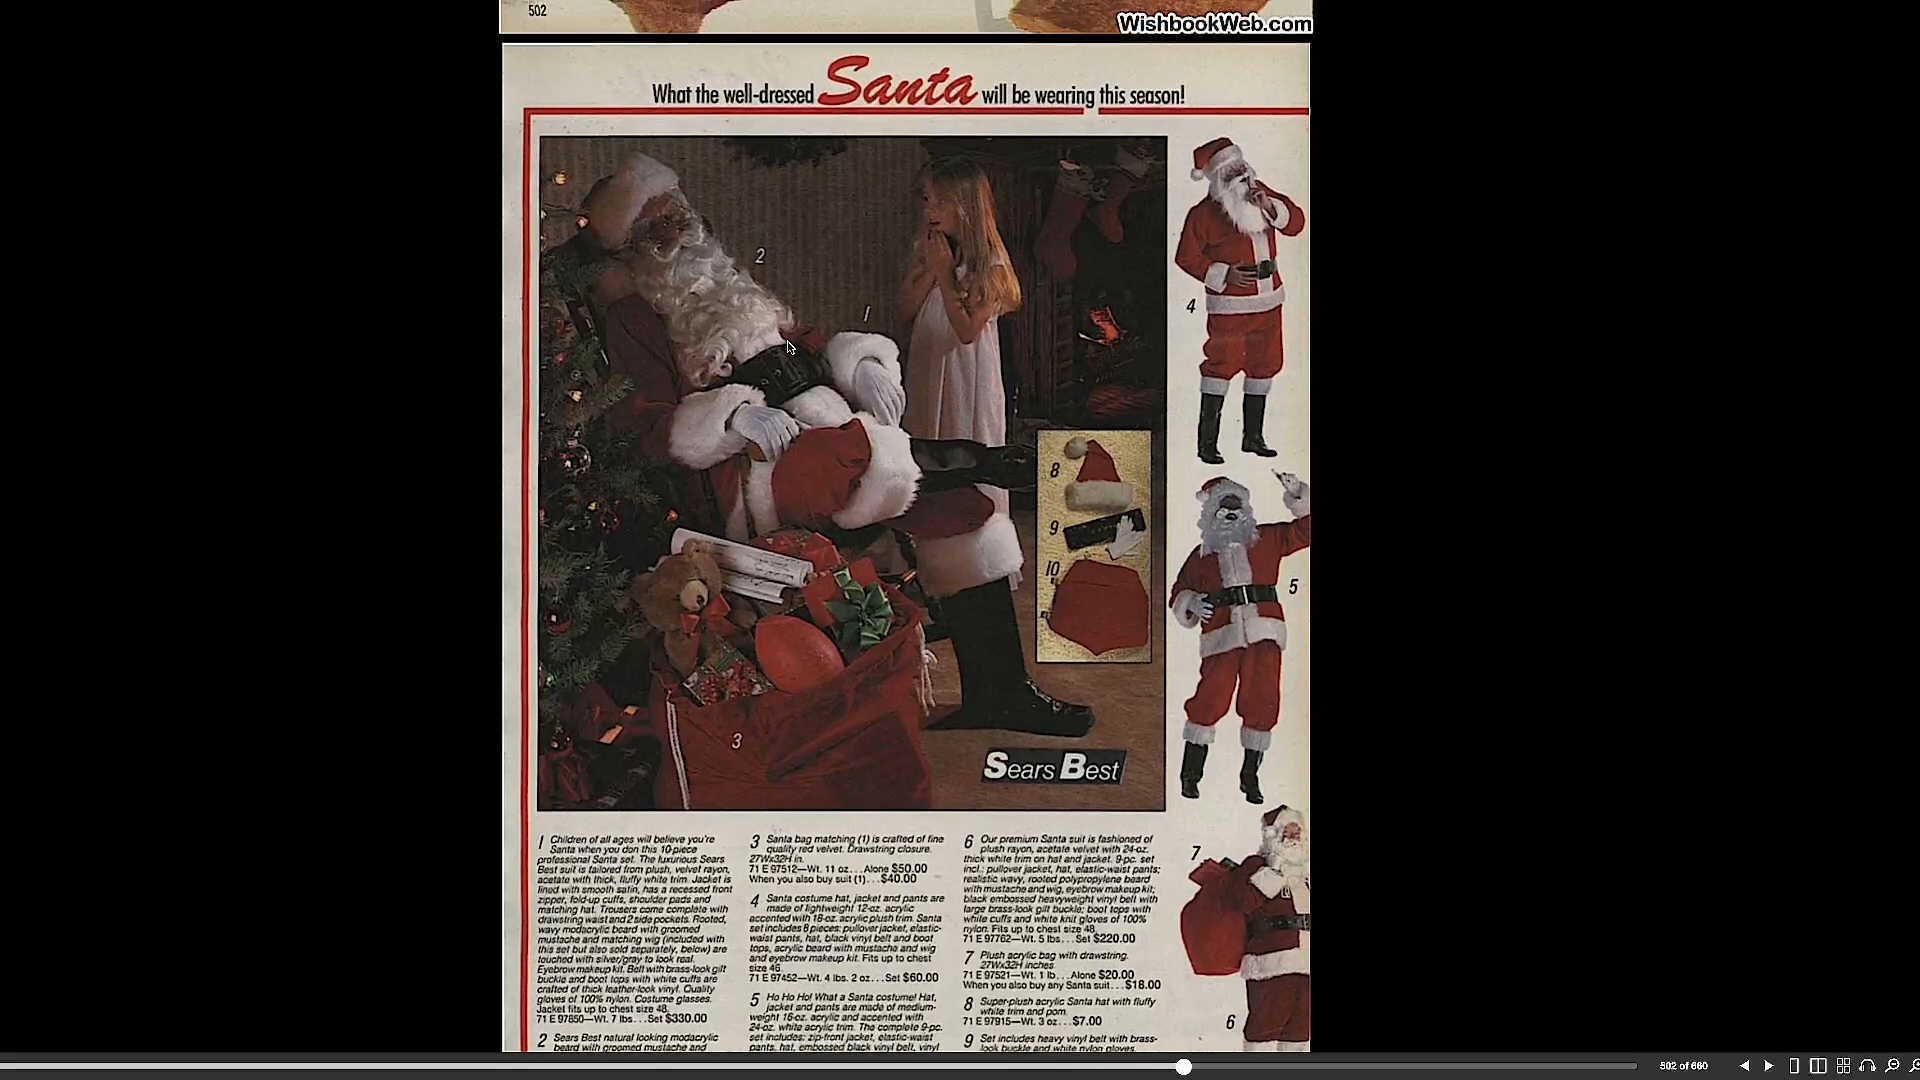 502
WishbookWeb.com
What the well-dressed Santa will be wearing this season!
2
1
4
8
9
10
5
3
Sears Best
7
6
1 Children of all ages will believe you're
Santa when you don this 10-piece
professional Santa set. The luxurious Sears
Best suit is tailored from plush, velvet rayon,
acetate with thick, fluffy white trim. Jacket is
lined with smooth satin, has a recessed front
zipper, fold-up cuffs, shoulder pads and
matching hat. Trousers come complete with
drawstring waist and 2 side pockets. Rooted,
wavy modacrylic beard with groomed
mustache and matching wig (included with
this set but also sold separately, below) are
touched with silver/gray to look real.
Eyebrow makeup kit. Belt with brass-look gilt
buckle and boot tops with white cuffs are
crafted of thick leather-look vinyl. Quality
gloves of 100% nylon. Costume glasses.
Jacket fits up to chest size 48.
71 E 97650—Wt. 7 lbs...Set $330.00
2 Sears Best natural looking modacrylic
beard with groomed mustache and
3 Santa bag matching (1) is crafted of fine
quality red velvet. Drawstring closure.
27Wx32H in.
71 E 97512—Wt. 11 oz...Alone $50.00
When you also buy suit (1)...$40.00
4 Santa costume hat, jacket and pants are
made of lightweight 12-oz. acrylic
accented with 18-oz. acrylic plush trim. Santa
set includes 8 pieces: pullover jacket, elastic-
waist pants, hat, black vinyl belt and boot
tops, acrylic beard with mustache and wig
and eyebrow makeup kit. Fits up to chest
size 46.
71 E 97452—Wt. 4 lbs. 2 oz...Set $60.00
5 Ho Ho Ho! What a Santa costume! Hat,
jacket and pants are made of medium-
weight 16-oz. acrylic and accented with
24-oz. white acrylic trim. The complete 9-pc.
set includes: zip-front jacket, elastic-waist
pants, hat, embossed black vinyl belt, vinyl
6 Our premium Santa suit is fashioned of
plush rayon, acetate velvet with 24-oz.
thick white trim on hat and jacket. 9-pc. set
incl.: pullover jacket, hat, elastic-waist pants;
realistic wavy, rooted polypropylene beard
with mustache and wig, eyebrow makeup kit;
black embossed heavyweight vinyl belt with
large brass-look gilt buckle; boot tops with
white cuffs and white knit gloves of 100%
nylon. Fits up to chest size 48.
71 E 97762—Wt. 5 lbs...Set $220.00
7 Plush acrylic bag with drawstring.
27Wx32H inches.
71 E 97521—Wt. 1 lb...Alone $20.00
When you also buy any Santa suit...$18.00
8 Super-plush acrylic Santa hat with fluffy
white trim and pom.
71 E 97915—Wt. 3 oz...$7.00
9 Set includes heavy vinyl belt with brass-
look buckle and white nylon gloves.
502 of 660